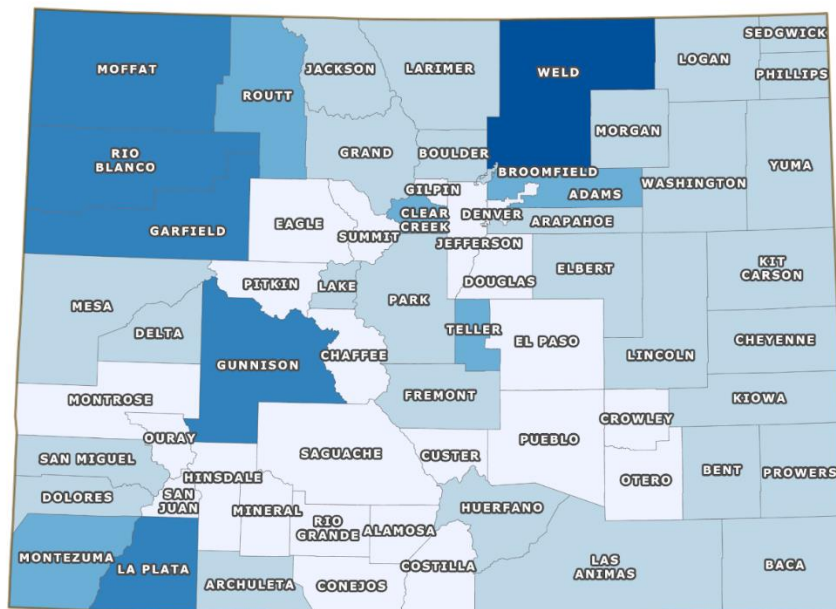 SEDGWICK
LOGAN
JACKSON
LARIMER
MOFFAT
WELD
PHILLIPS
ROUTT
MORGAN
GRAND
BOULDER
RIO
BLANCO
YUMA
BROOMFIELD
WASHINGTON
GILPIN
ADAMS
CLEAR
CREEK
DENVER
ARAPAHOE
EAGLE
GARFIELD
SUMMIT
JEFFERSON
KIT
CARSON
ELBERT
PITKIN
LAKE
DOUGLAS
PARK
MESA
TELLER
DELTA
EL PASO
CHEYENNE
CHAFFEE
LINCOLN
GUNNISON
FREMONT
KIOWA
MONTROSE
CROWLEY
OURAY
PUEBLO
SAGUACHE
CUSTER
SAN MIGUEL
BENT
PROWERS
HINSDALE
OTERO
DOLORES
SAN
JUAN
MINERAL
HUERFANO
RIO
GRANDE
ALAMOSA
MONTEZUMA
LAS
ANIMAS
COSTILLA
LA PLATA
BACA
ARCHULETA
CONEJOS